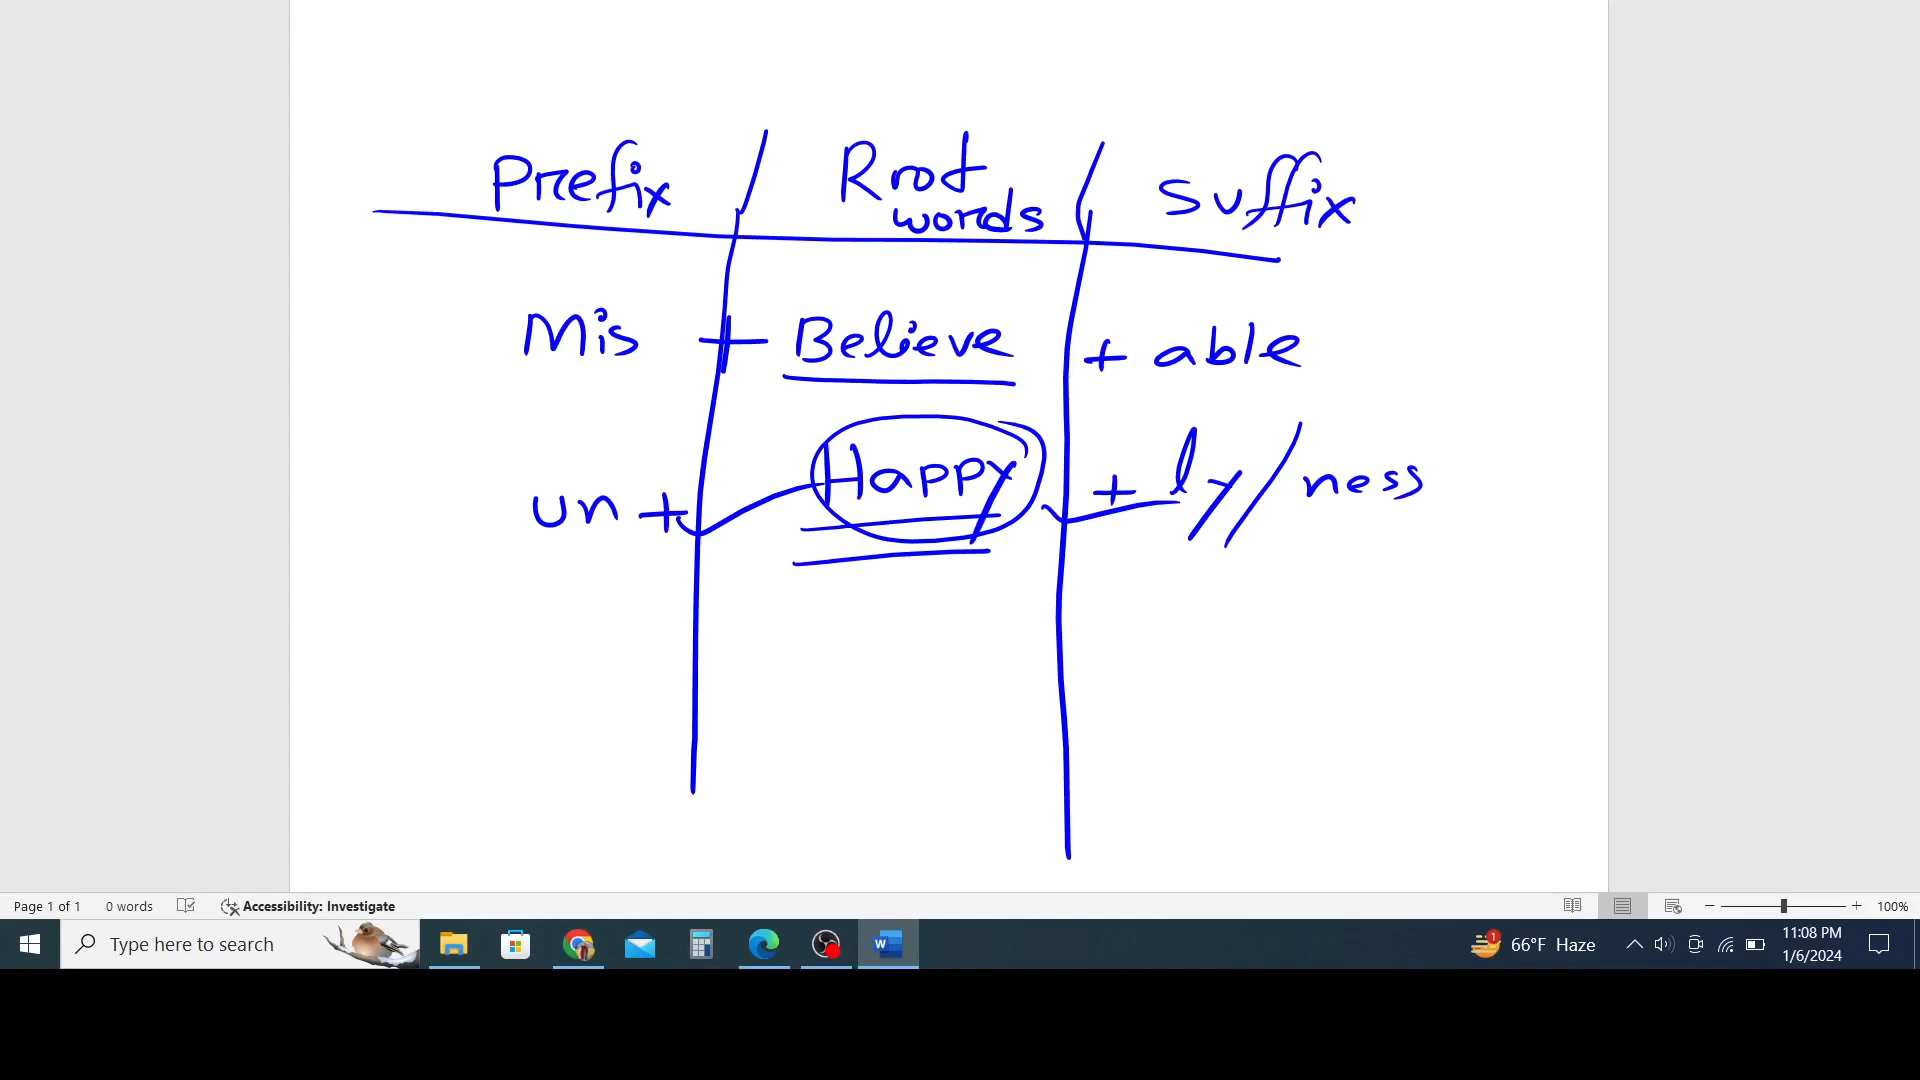 Prefix / Root words / Suffix
Mis + Believe + able
un + Happy + ly / ness
Page 1 of 1 0 words Accessibility: Investigate 100%
Type here to search 1 66°F Haze 11:08 PM
1/6/2024